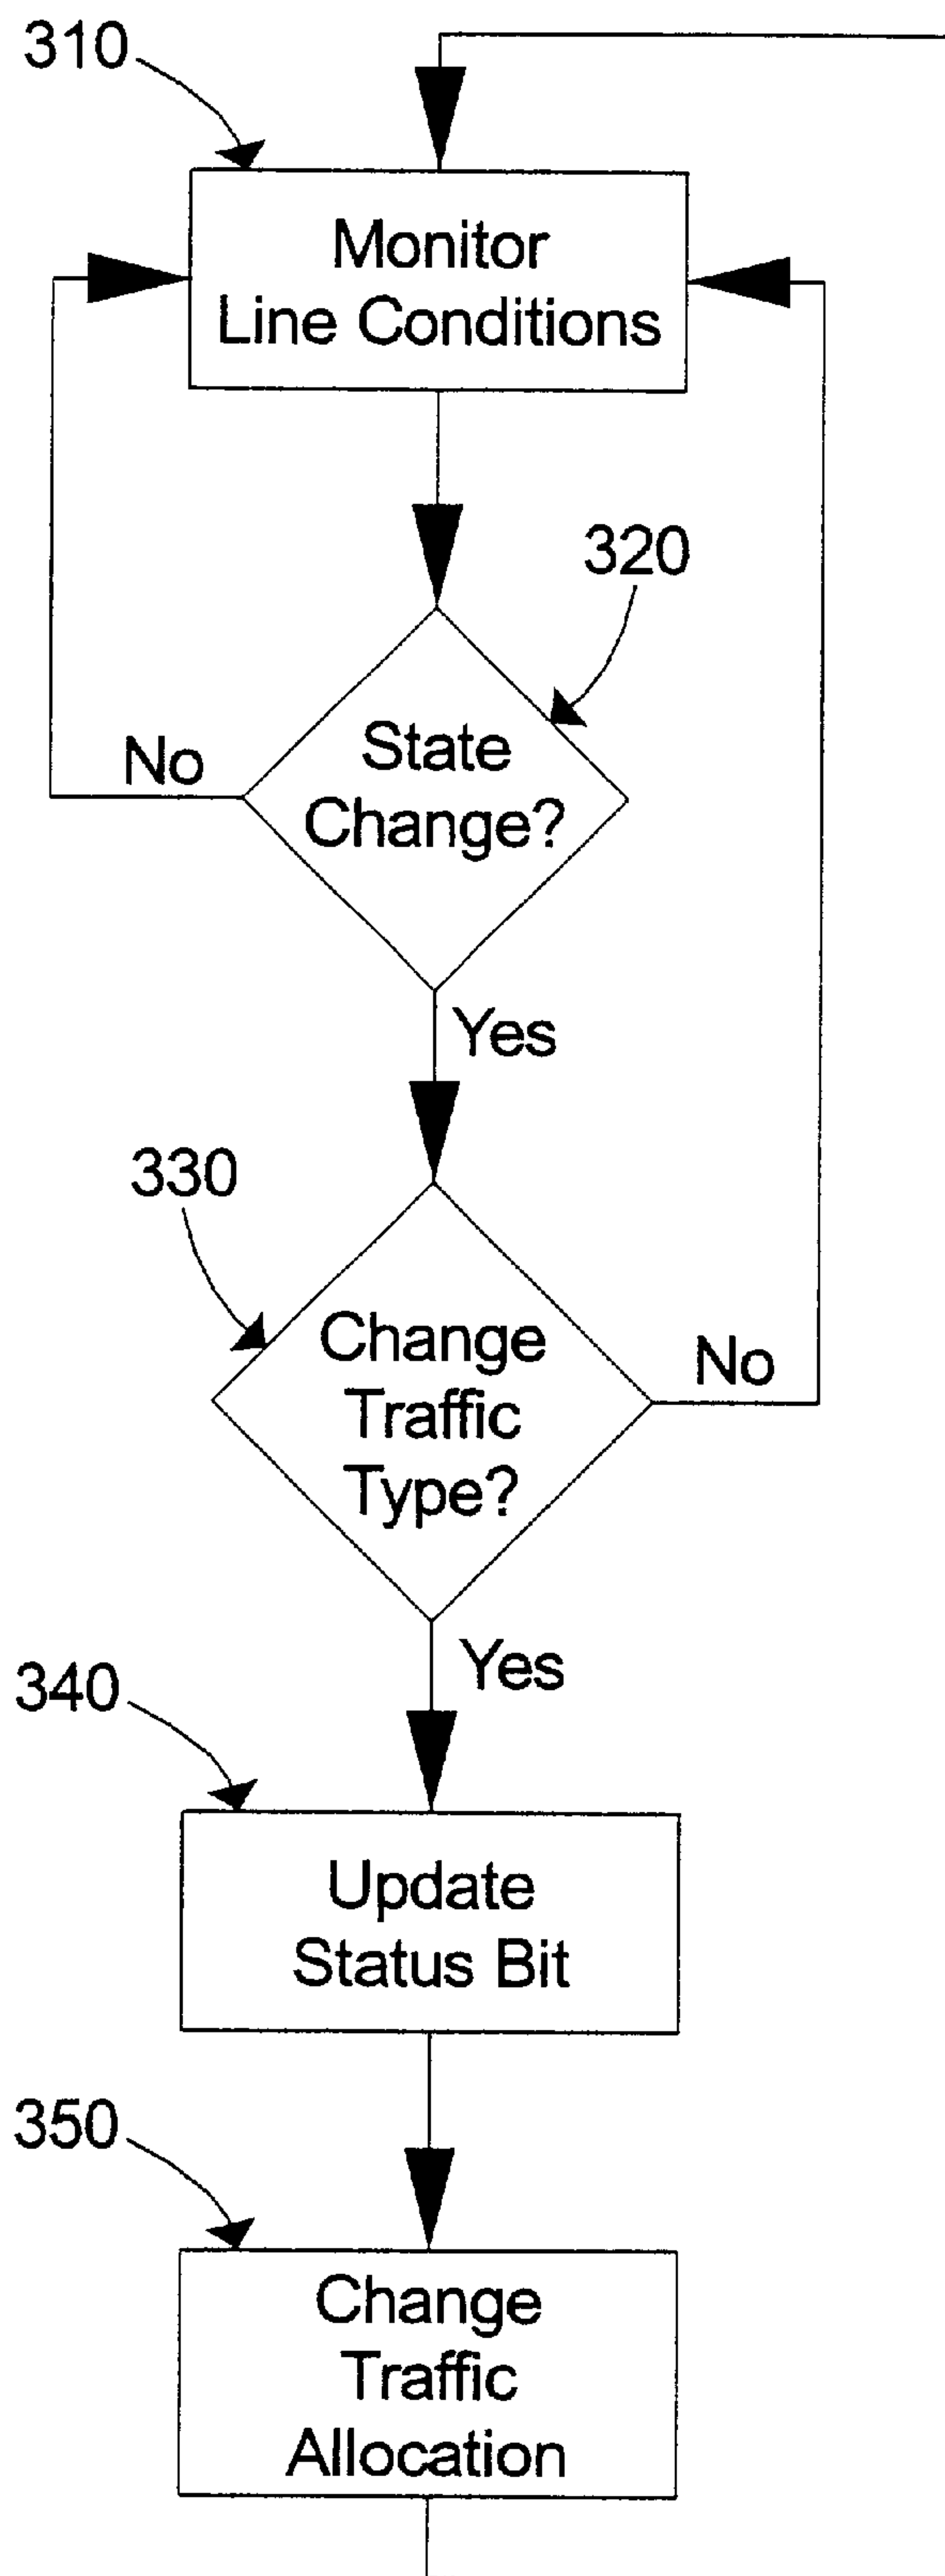 310
Monitor
Line Conditions
320
State
Change?
No
Yes
330
Change
Traffic
Type?
No
Yes
340
Update
Status Bit
350
Change
Traffic
Allocation